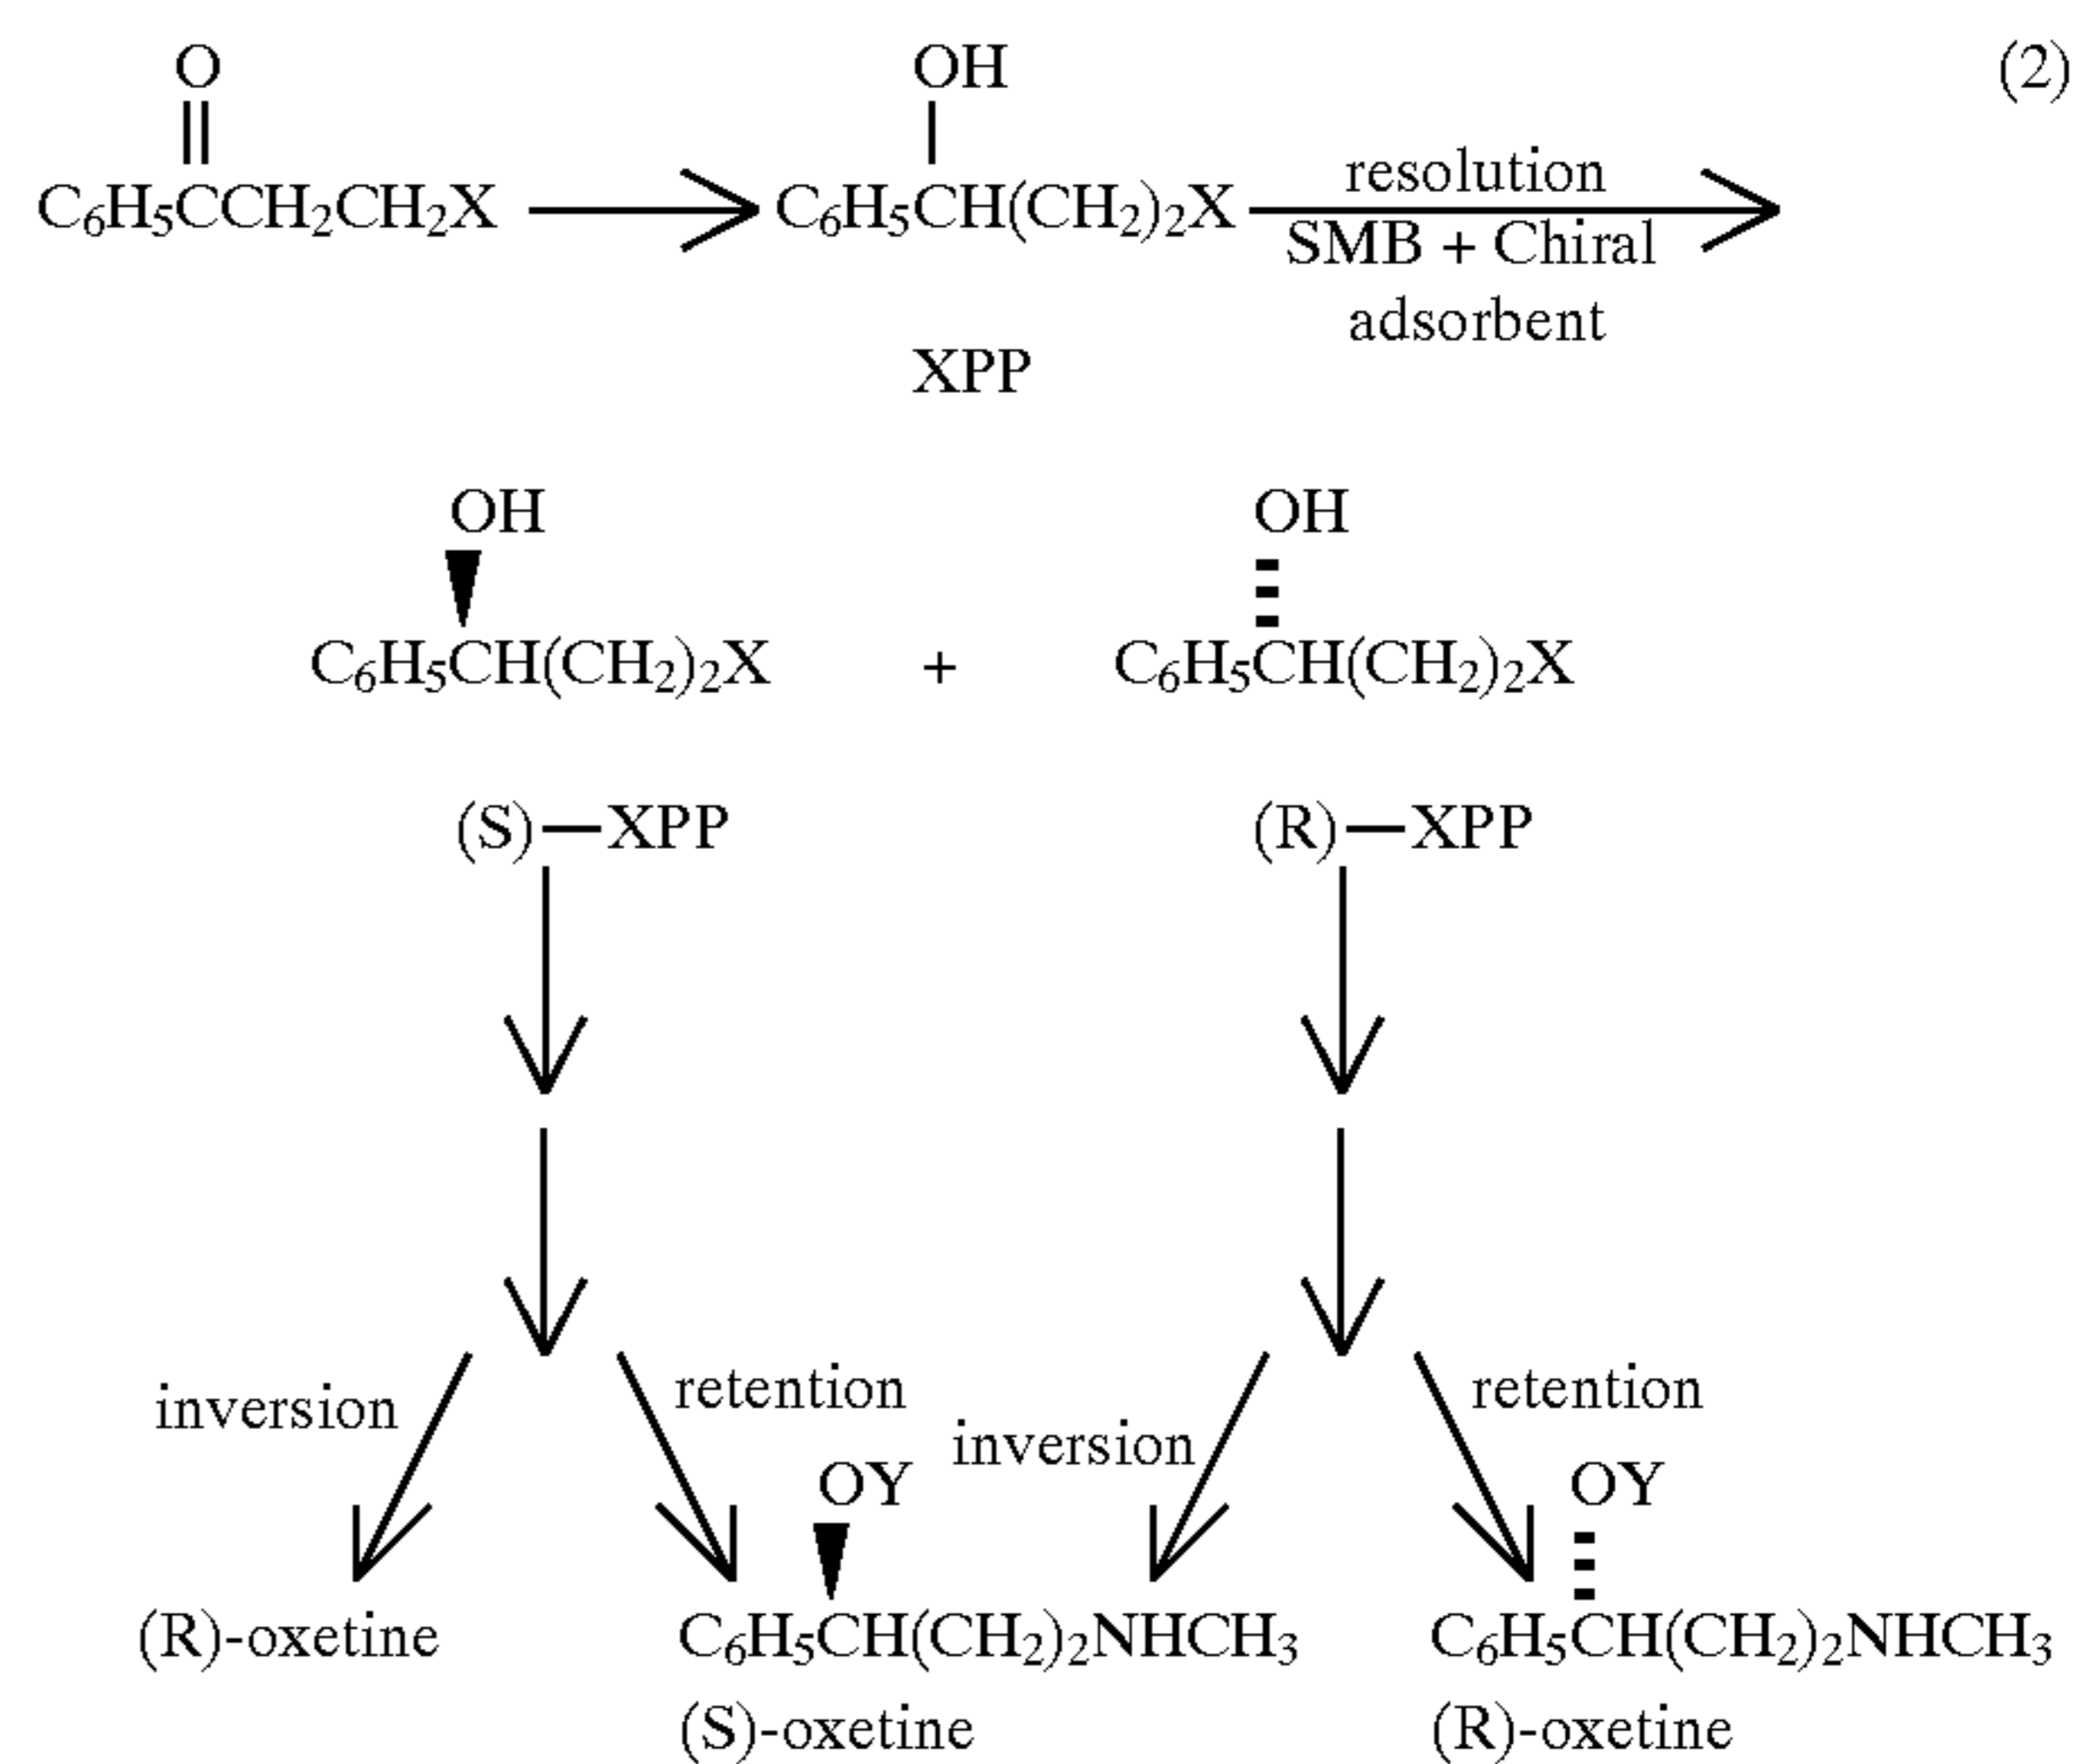 O OH (2)
C₆H₅CCH₂CH₂X C₆H₅CH(CH₂)₂X resolution
SMB + Chiral
adsorbent
XPP
OH OH
C₆H₅CH(CH₂)₂X + C₆H₅CH(CH₂)₂X
(S)—XPP (R)—XPP
inversion retention inversion retention
OY OY
(R)-oxetine C₆H₅CH(CH₂)₂NHCH₃ C₆H₅CH(CH₂)₂NHCH₃
(S)-oxetine (R)-oxetine